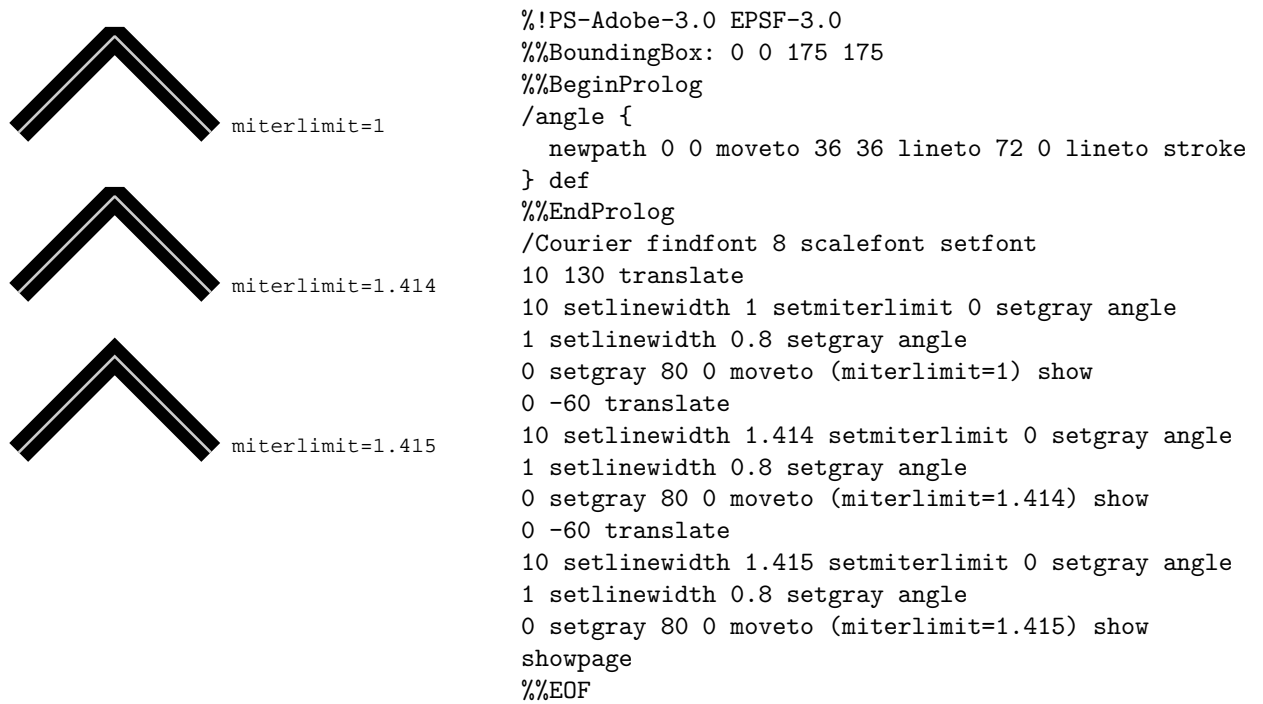 miterlimit=1
miterlimit=1.414
miterlimit=1.415
%!PS-Adobe-3.0 EPSF-3.0
%%BoundingBox: 0 0 175 175
%%BeginProlog
/angle {
  newpath 0 0 moveto 36 36 lineto 72 0 lineto stroke
} def
%%EndProlog
/Courier findfont 8 scalefont setfont
10 130 translate
10 setlinewidth 1 setmiterlimit 0 setgray angle
1 setlinewidth 0.8 setgray angle
0 setgray 80 0 moveto (miterlimit=1) show
0 -60 translate
10 setlinewidth 1.414 setmiterlimit 0 setgray angle
1 setlinewidth 0.8 setgray angle
0 setgray 80 0 moveto (miterlimit=1.414) show
0 -60 translate
10 setlinewidth 1.415 setmiterlimit 0 setgray angle
1 setlinewidth 0.8 setgray angle
0 setgray 80 0 moveto (miterlimit=1.415) show
showpage
%%EOF